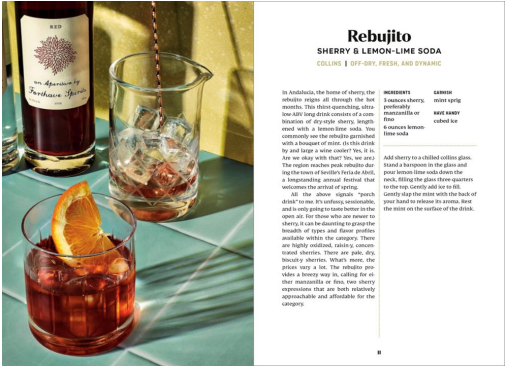 RED
an Aperitivo by
Forthave Spirits
Rebujito
SHERRY & LEMON-LIME SODA
COLLINS | OFF-DRY, FRESH, AND DYNAMIC
In Andalucía, the home of sherry, the
rebujito reigns all through the hot
months. This thirst-quenching, ultra-
low ABV long drink consists of a com-
bination of dry-style sherry, length-
ened with a lemon-lime soda. You
commonly see the rebujito garnished
with a bouquet of mint. (Is this drink
by and large a wine cooler? Yes, it is.
Are we okay with that? Yes, we are.)
The region reaches peak rebujito dur-
ing the town of Seville's Feria de Abril,
a longstanding annual festival that
welcomes the arrival of spring.
All the above signals "porch
drink" to me. It's unfussy, sessionable,
and is only going to taste better in the
open air. For those who are newer to
sherry, it can be daunting to grasp the
breadth of types and flavor profiles
available within the category. There
are highly oxidized, raisin-y, concen-
trated sherries. There are pale, dry,
biscuit-y sherries. What's more, the
prices vary a lot. The rebujito pro-
vides a breezy way in, calling for ei-
ther manzanilla or fino, two sherry
expressions that are both relatively
approachable and affordable for the
category.
INGREDIENTS
3 ounces sherry,
preferably
manzanilla or
fino
6 ounces lemon-
lime soda
GARNISH
mint sprig
HAVE HANDY
cubed ice
Add sherry to a chilled collins glass.
Stand a barspoon in the glass and
pour lemon-lime soda down the
neck, filling the glass three quarters
to the top. Gently add ice to fill.
Gently slap the mint with the back of
your hand to release its aroma. Rest
the mint on the surface of the drink.